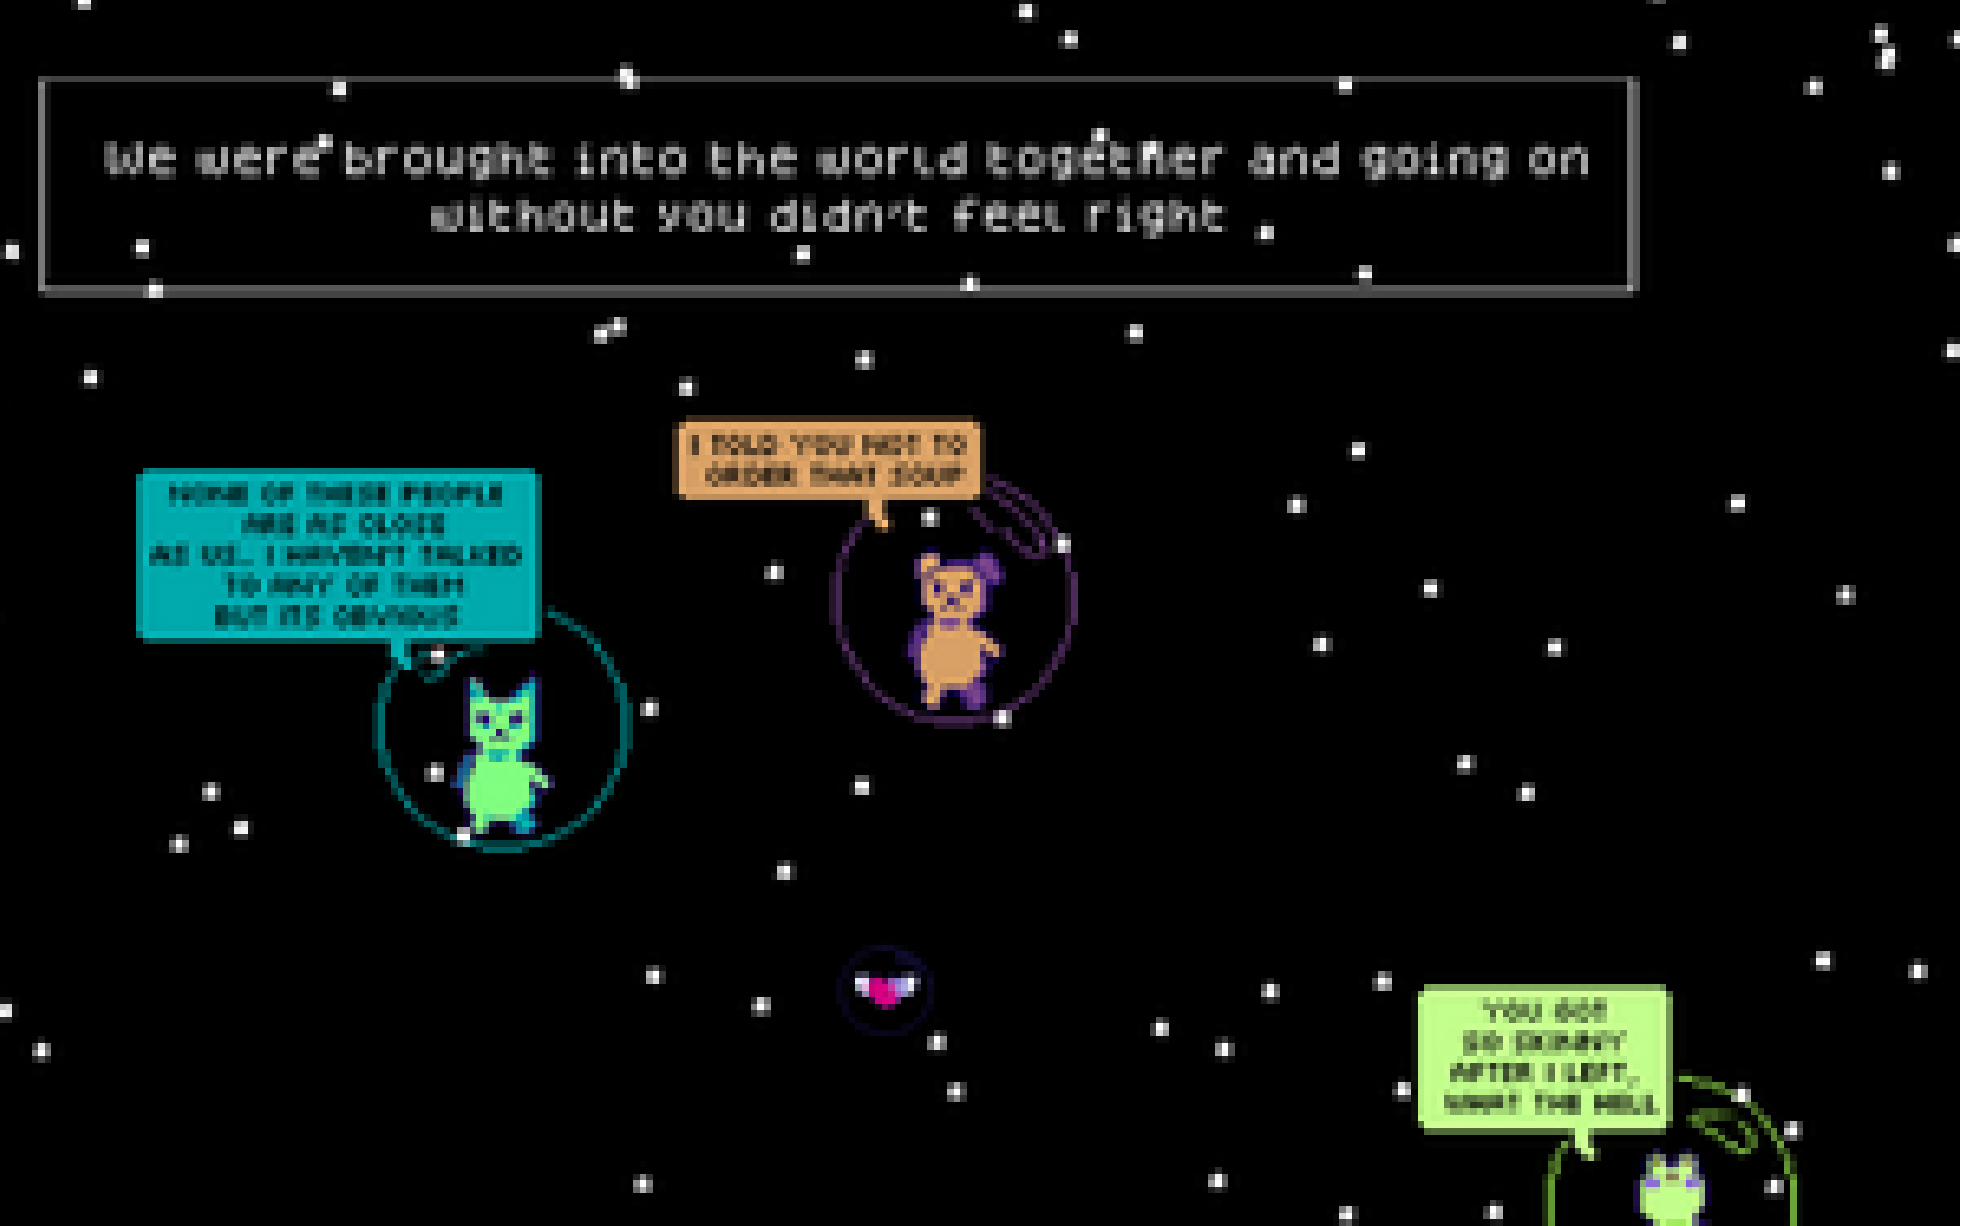 We were brought into the world together and going on
without you didn't feel right
I TOLD YOU NOT TO
ORDER THAT SOUP
NONE OF THESE PEOPLE
ARE AS CLOSE
AS US. I HAVEN'T TALKED
TO ANY OF THEM
BUT ITS OBVIOUS
YOU GOT
SO SKINNY
AFTER I LEFT,
WHAT THE HELL